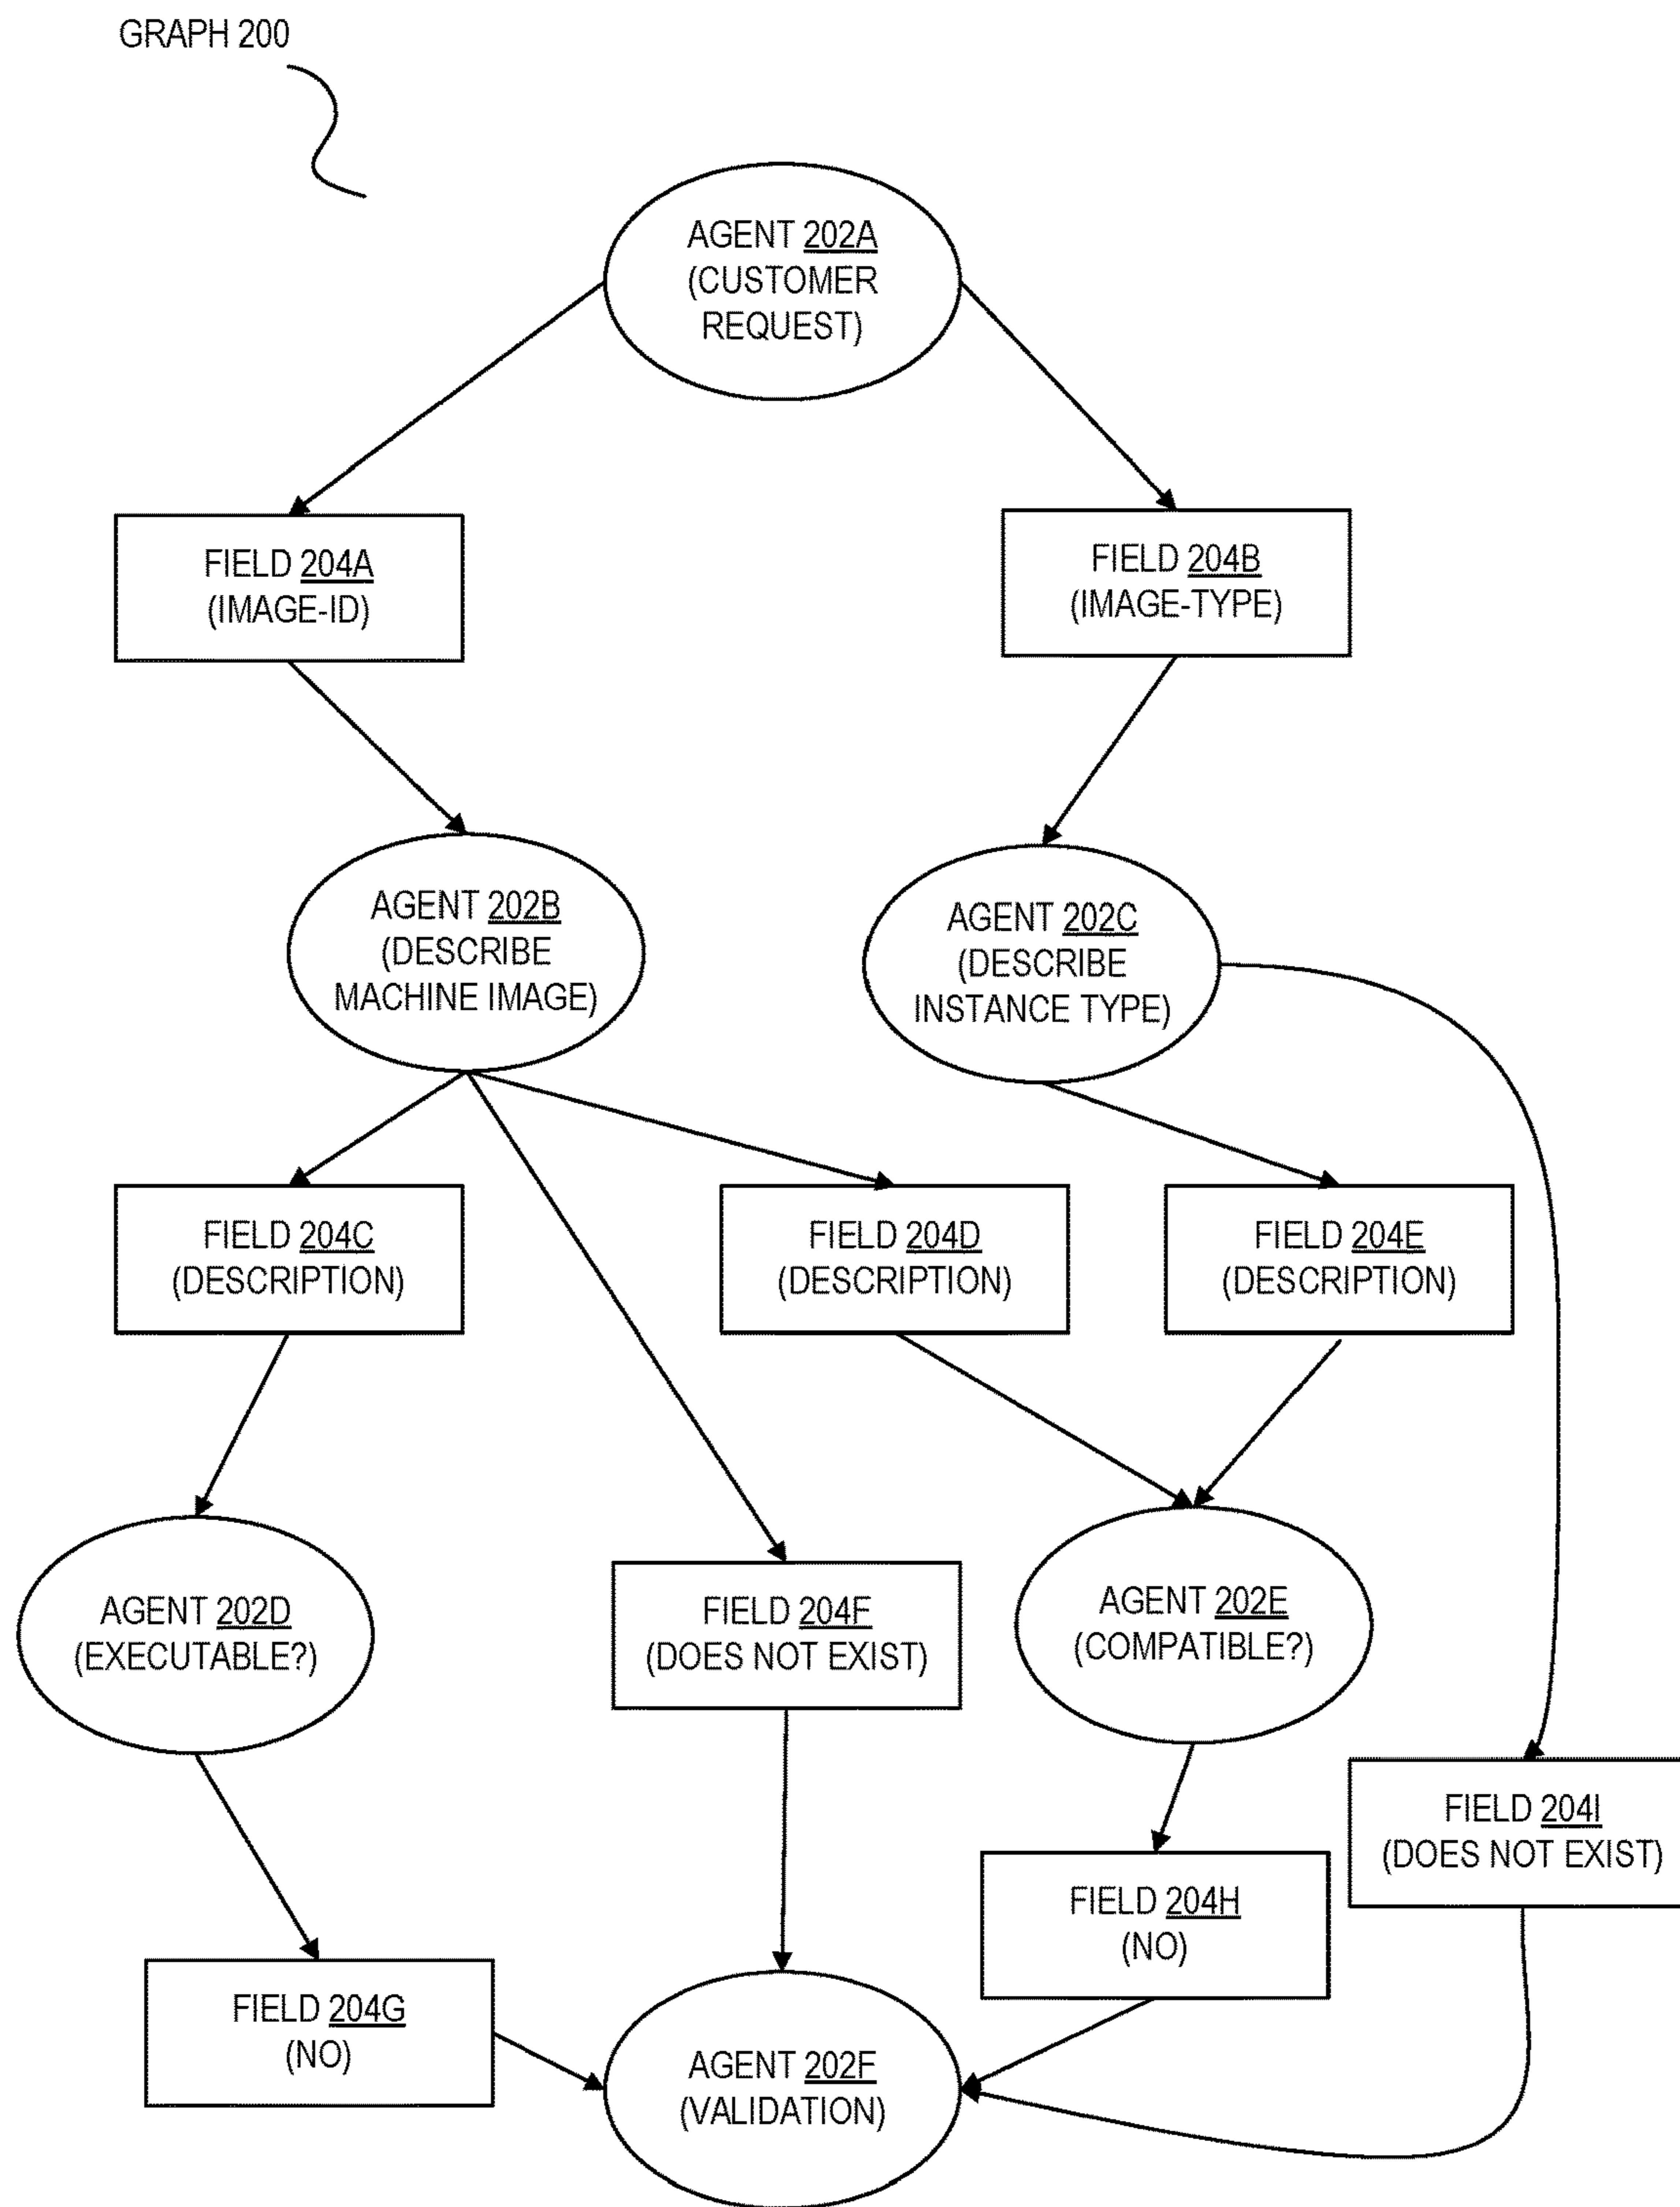 GRAPH 200
AGENT 202A
(CUSTOMER
REQUEST)
FIELD 204A
(IMAGE-ID)
FIELD 204B
(IMAGE-TYPE)
AGENT 202B
(DESCRIBE
MACHINE IMAGE)
AGENT 202C
(DESCRIBE
INSTANCE TYPE)
FIELD 204C
(DESCRIPTION)
FIELD 204D
(DESCRIPTION)
FIELD 204E
(DESCRIPTION)
AGENT 202D
(EXECUTABLE?)
FIELD 204F
(DOES NOT EXIST)
AGENT 202E
(COMPATIBLE?)
FIELD 204I
(DOES NOT EXIST)
FIELD 204H
(NO)
FIELD 204G
(NO)
AGENT 202F
(VALIDATION)